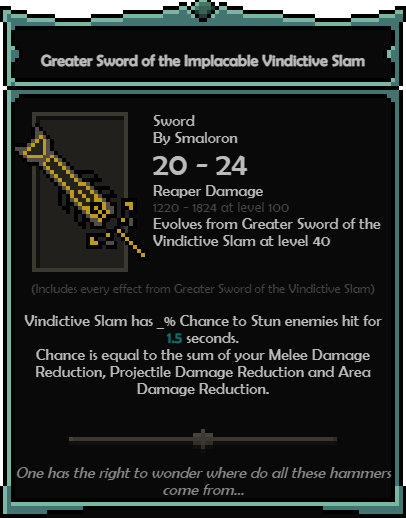 Greater Sword of the Implacable Vindictive Slam
Sword
By Smaloron
20 - 24
Reaper Damage
1220 - 1824 at level 100
Evolves from Greater Sword of the
Vindictive Slam at level 40
(Includes every effect from Greater Sword of the Vindictive Slam)
Vindictive Slam has _% Chance to Stun enemies hit for
1.5 seconds.
Chance is equal to the sum of your Melee Damage
Reduction, Projectile Damage Reduction and Area
Damage Reduction.
One has the right to wonder where do all these hammers
come from...